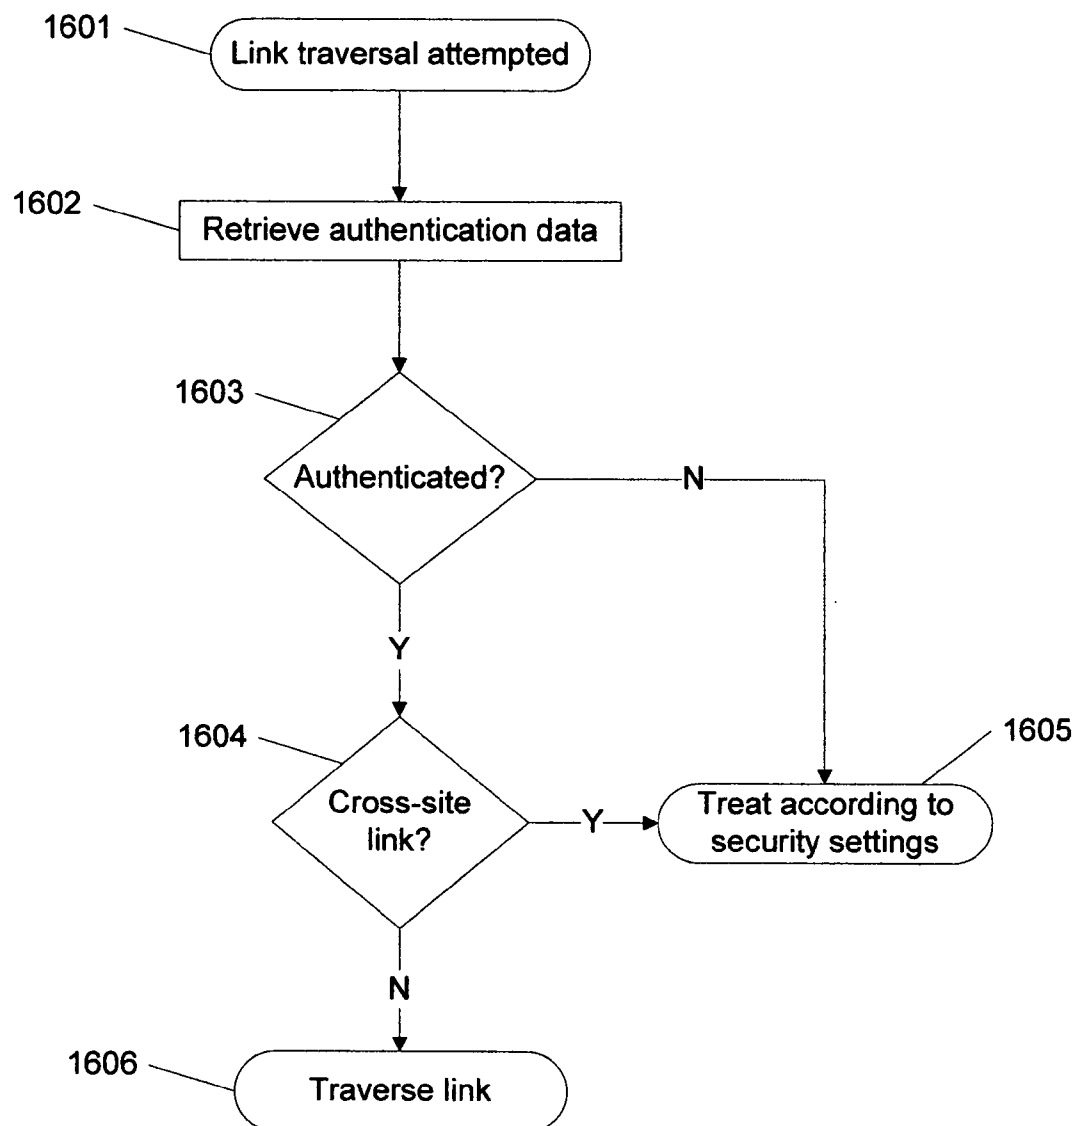 1601
Link traversal attempted
1602
Retrieve authentication data
1603
Authenticated?
N
Y
1604
Cross-site
link?
Y
1605
Treat according to
security settings
N
1606
Traverse link